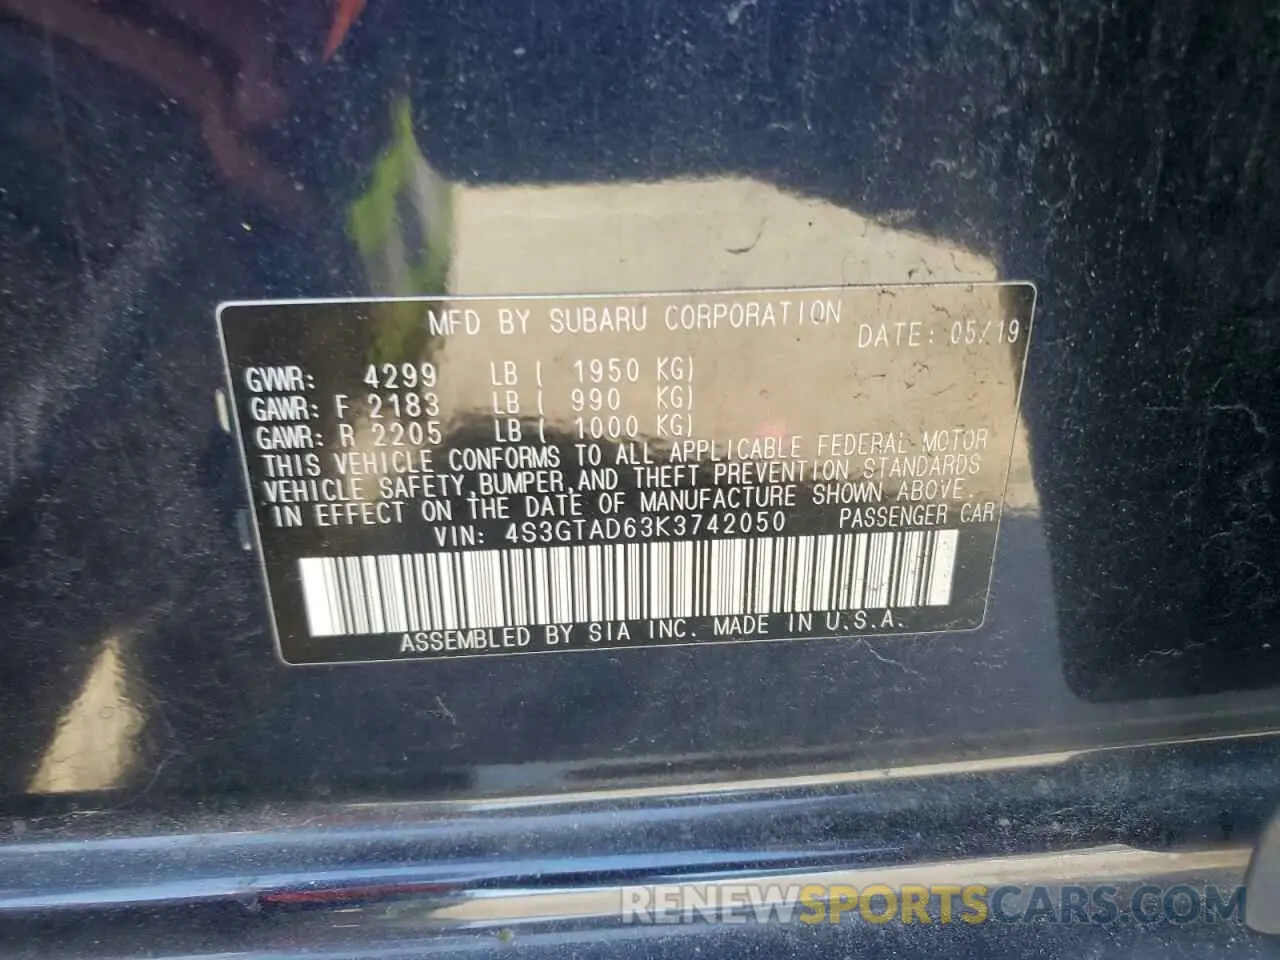 MFD BY SUBARU CORPORATION
DATE: 05/19
GVWR: 4299 LB ( 1950 KG)
GAWR: F 2183 LB ( 990 KG)
GAWR: R 2205 LB ( 1000 KG)
THIS VEHICLE CONFORMS TO ALL APPLICABLE FEDERAL MOTOR
VEHICLE SAFETY, BUMPER, AND THEFT PREVENTION STANDARDS
IN EFFECT ON THE DATE OF MANUFACTURE SHOWN ABOVE.
VIN: 4S3GTAD63K3742050 PASSENGER CAR
ASSEMBLED BY SIA INC. MADE IN U.S.A.
RENEWSPORTSCARS.COM